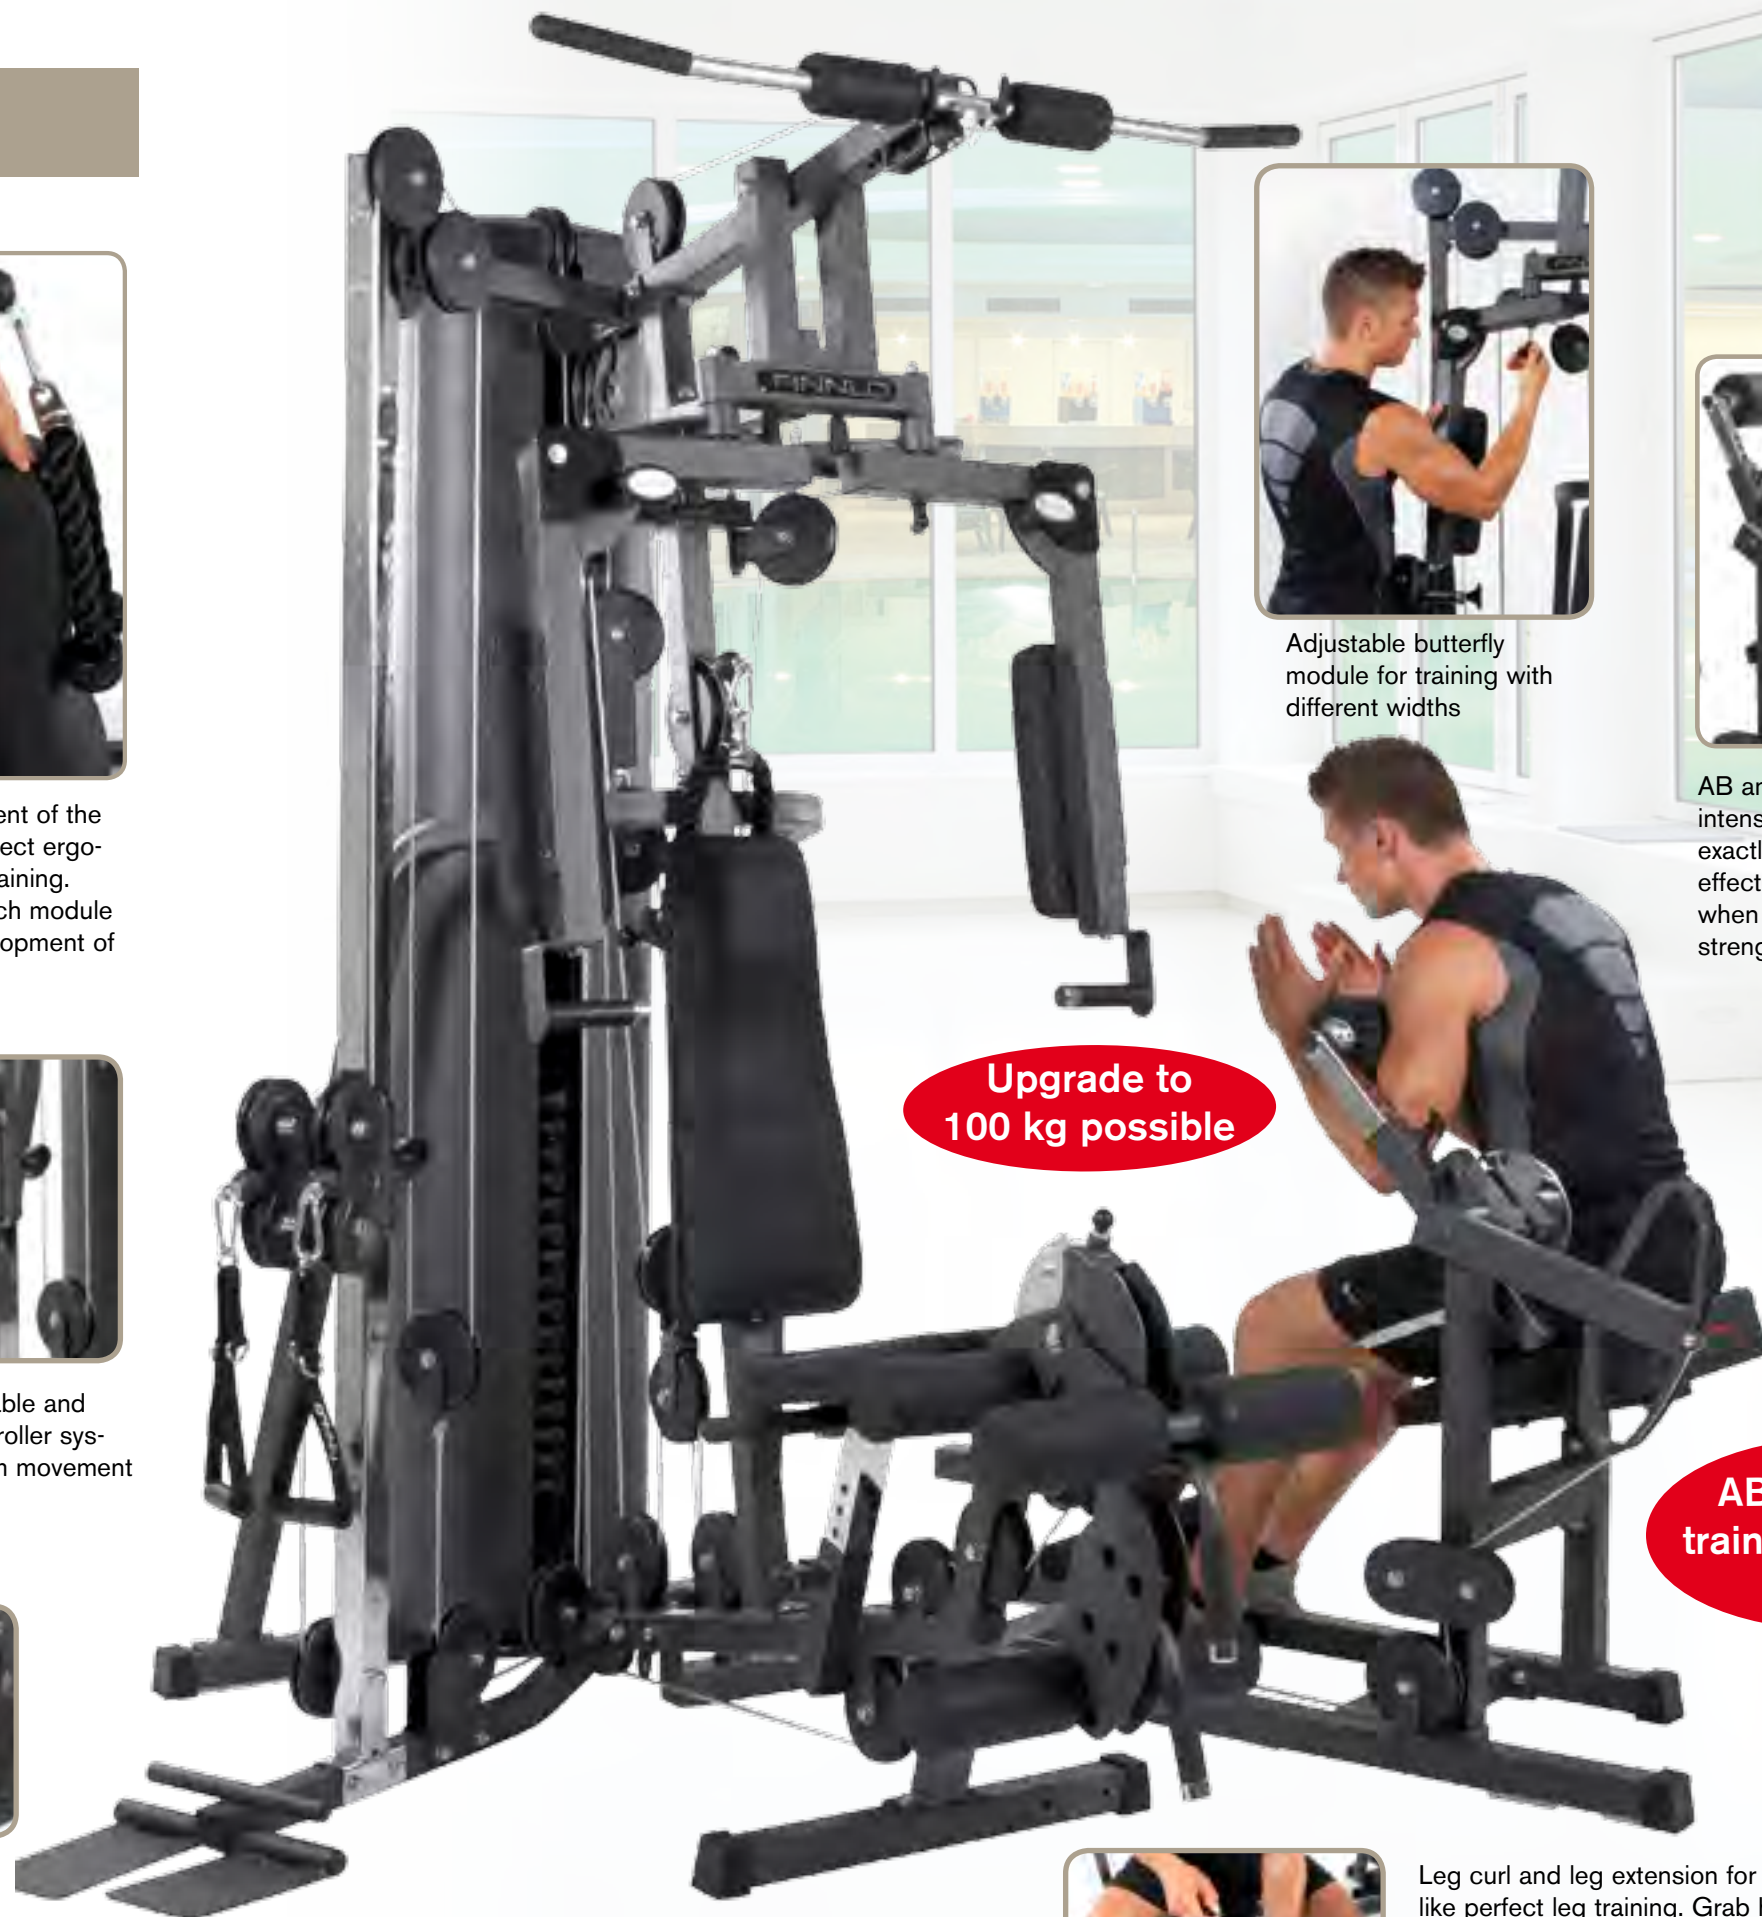 FINNLO
Adjustable butterfly
module for training with
different widths
ent of the
ect ergo-
aining.
ch module
opment of
AB an
intens
exactl
effect
when
streng
Upgrade to
100 kg possible
able and
roller sys-
n movement
AB
train
Leg curl and leg extension for
like perfect leg training. Grab